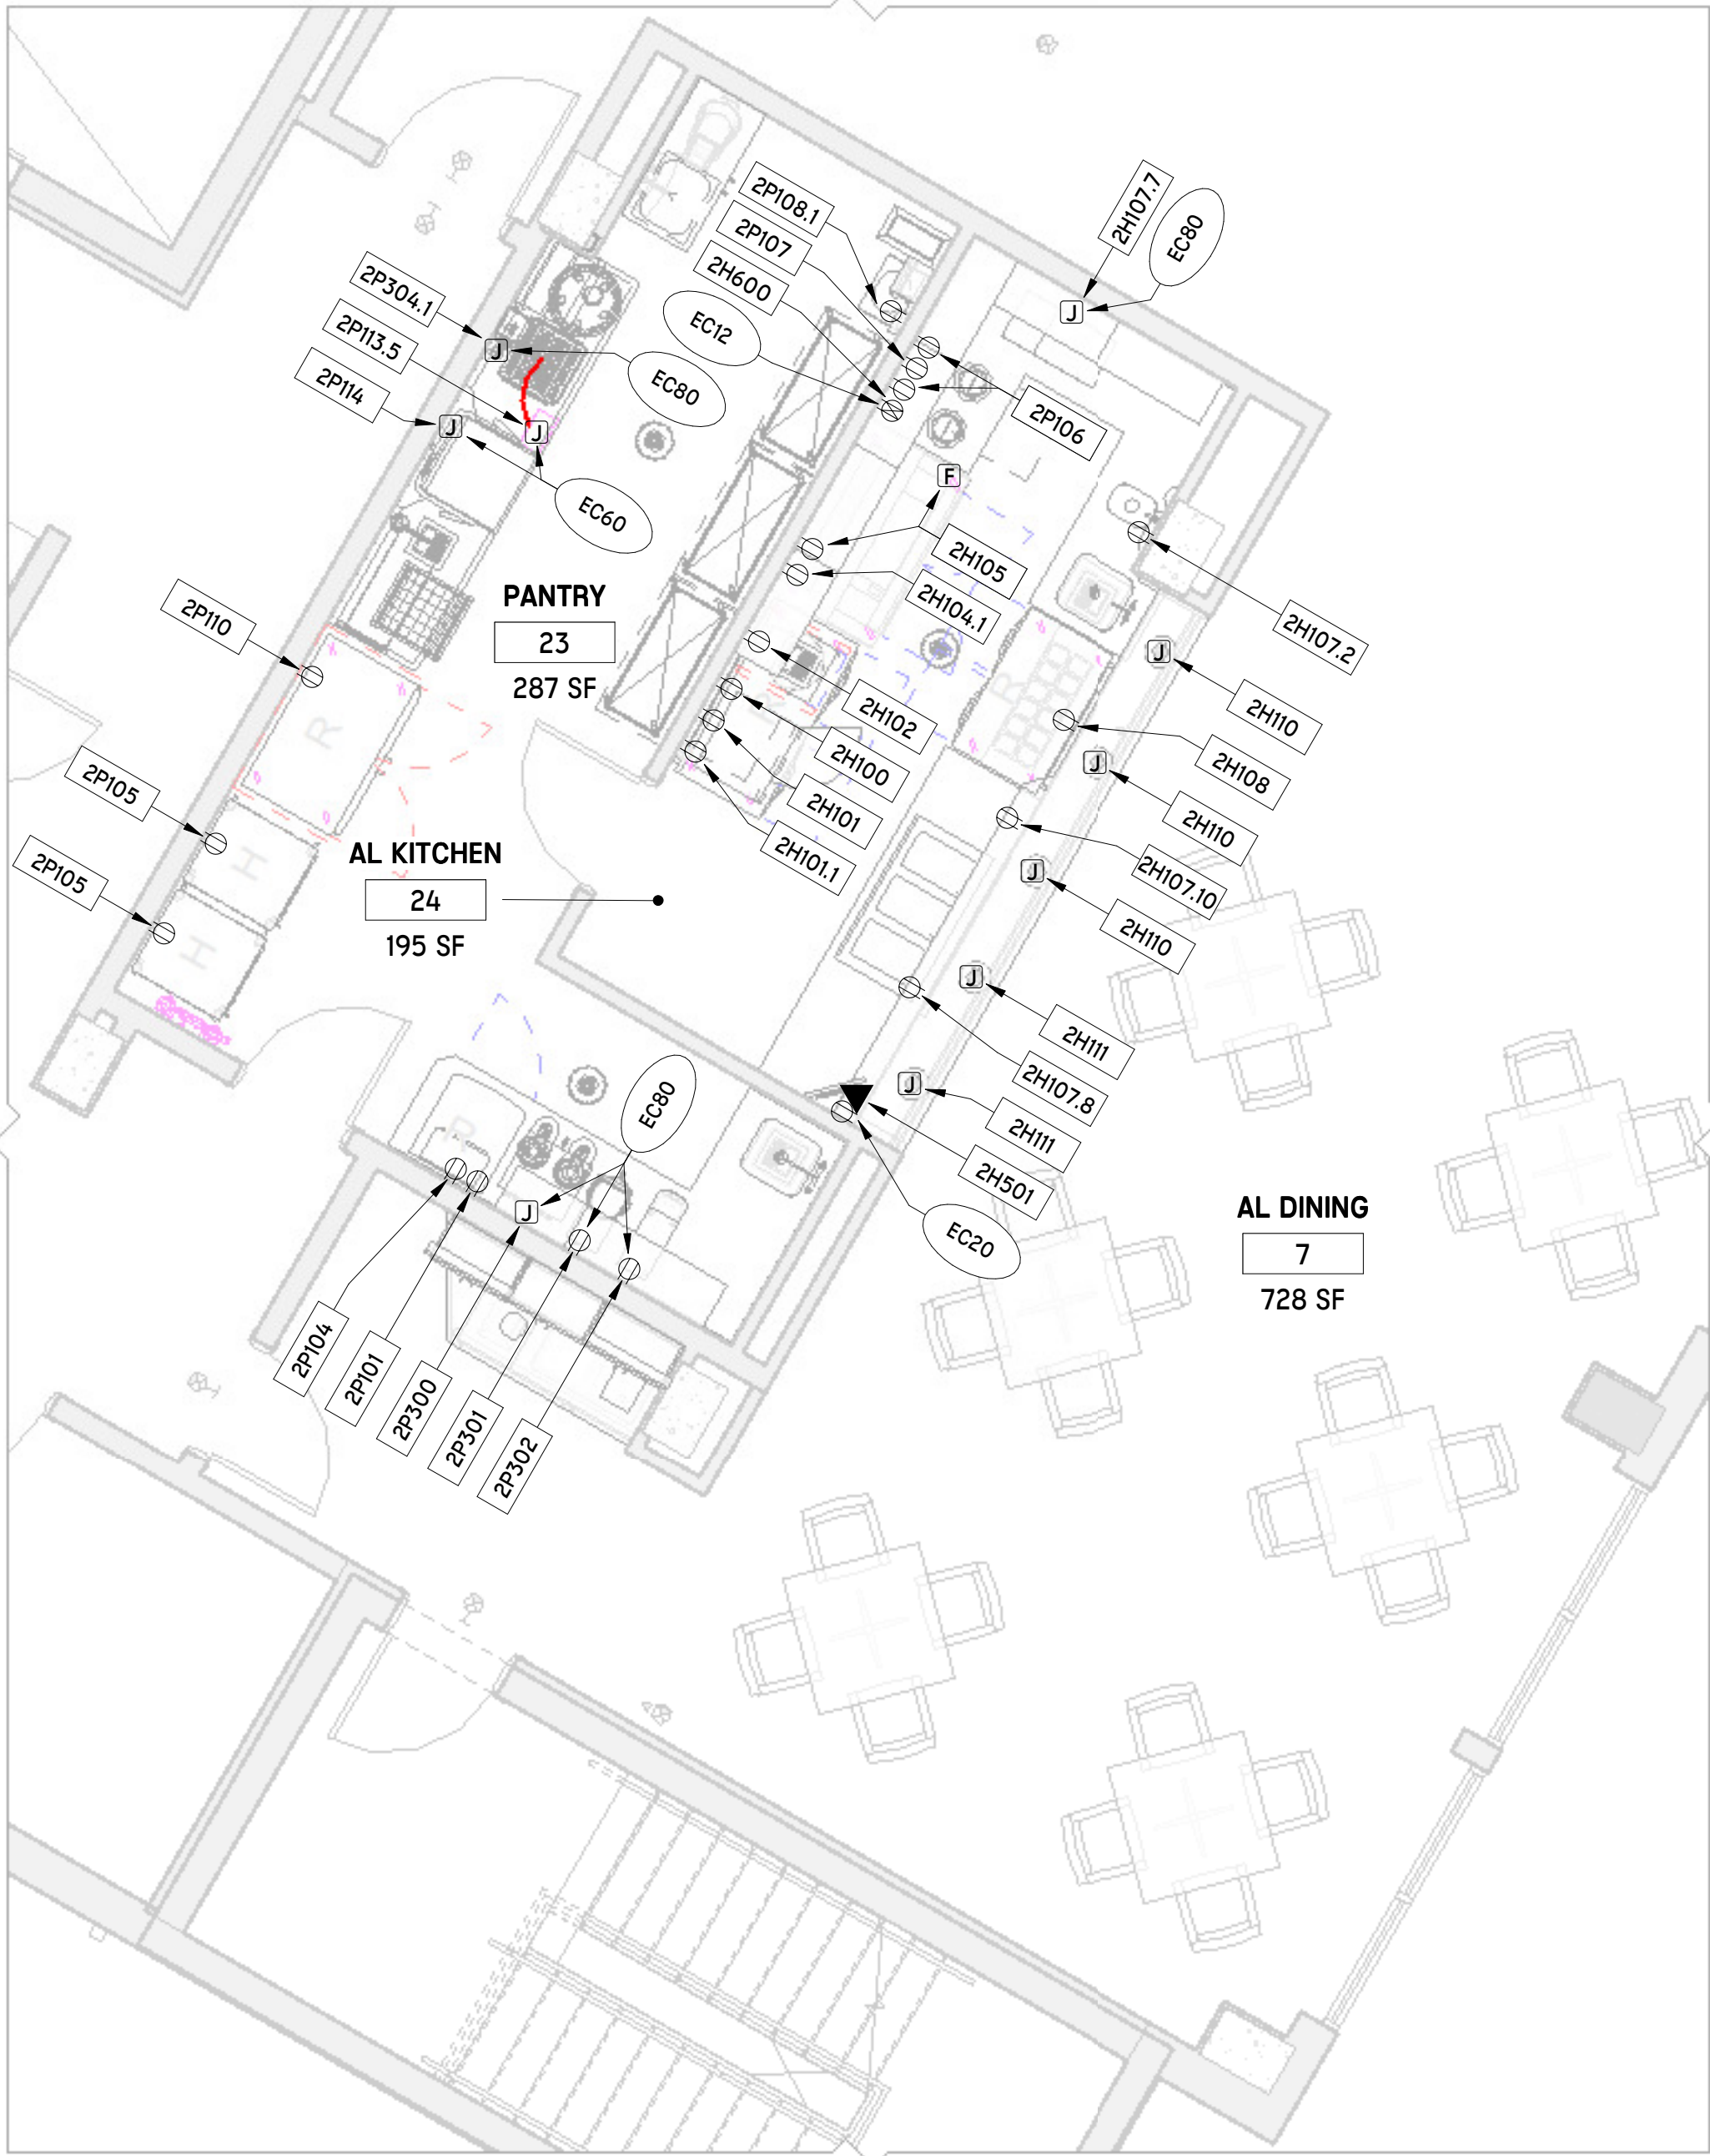 2P108.1
2P107
2H600
EC12
2H107.7
EC80
J
2P304.1
2P113.5
2P114
J
J
J
EC80
EC60
2P106
F
2H105
2H104.1
PANTRY
23
287 SF
2P110
R
2H107.2
R
J
2H110
2H108
2H102
2H100
2H101
2H101.1
J
2H110
2P105
H
2P105
H
AL KITCHEN
24
195 SF
2H107.10
J
2H110
J
2H111
2H107.8
J
2H111
2H501
EC20
EC80
R
J
2P104
2P101
2P300
2P301
2P302
AL DINING
7
728 SF